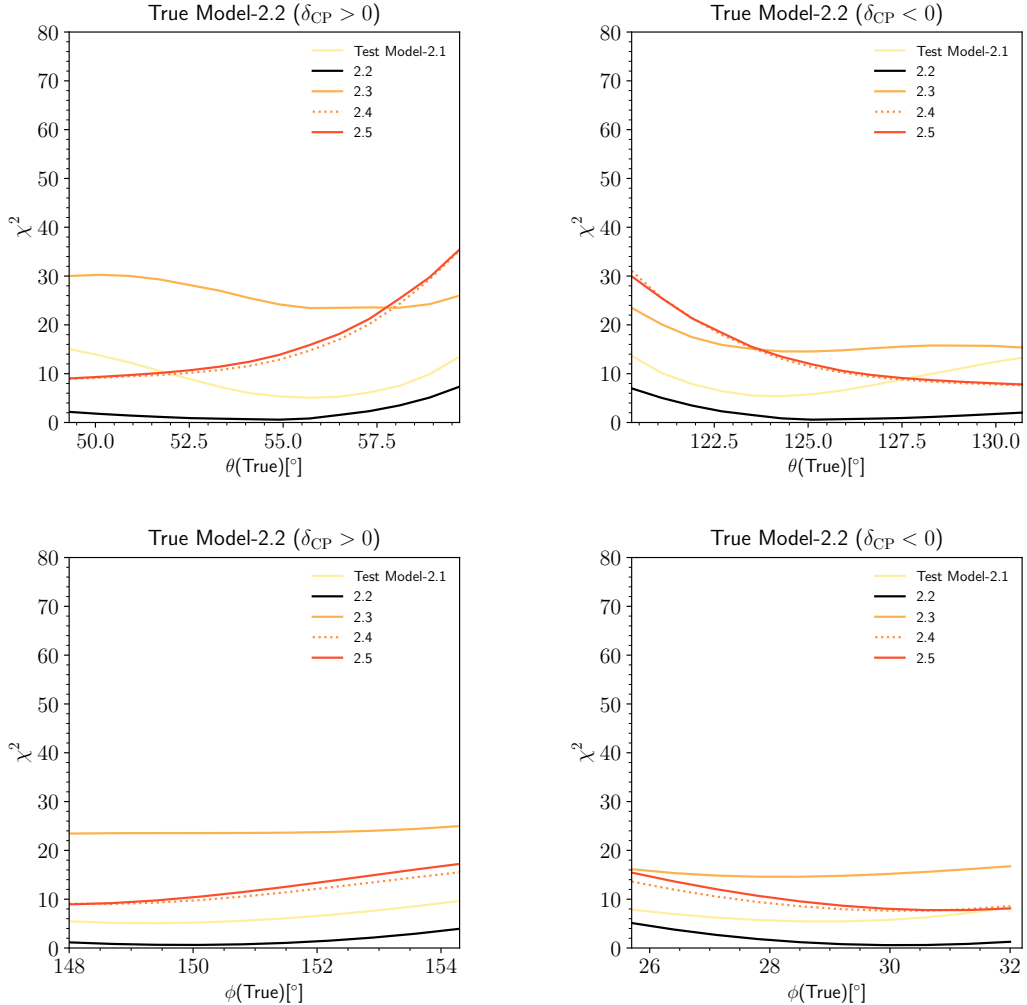 True Model-2.2 (δCP > 0)
80
70
60
50
40
30
20
10
0
χ²
Test Model-2.1
2.2
2.3
2.4
2.5
50.0 52.5 55.0 57.5
θ(True)[°]
True Model-2.2 (δCP < 0)
80
70
60
50
40
30
20
10
0
χ²
Test Model-2.1
2.2
2.3
2.4
2.5
122.5 125.0 127.5 130.0
θ(True)[°]
True Model-2.2 (δCP > 0)
80
70
60
50
40
30
20
10
0
χ²
Test Model-2.1
2.2
2.3
2.4
2.5
148 150 152 154
ϕ(True)[°]
True Model-2.2 (δCP < 0)
80
70
60
50
40
30
20
10
0
χ²
Test Model-2.1
2.2
2.3
2.4
2.5
26 28 30 32
ϕ(True)[°]